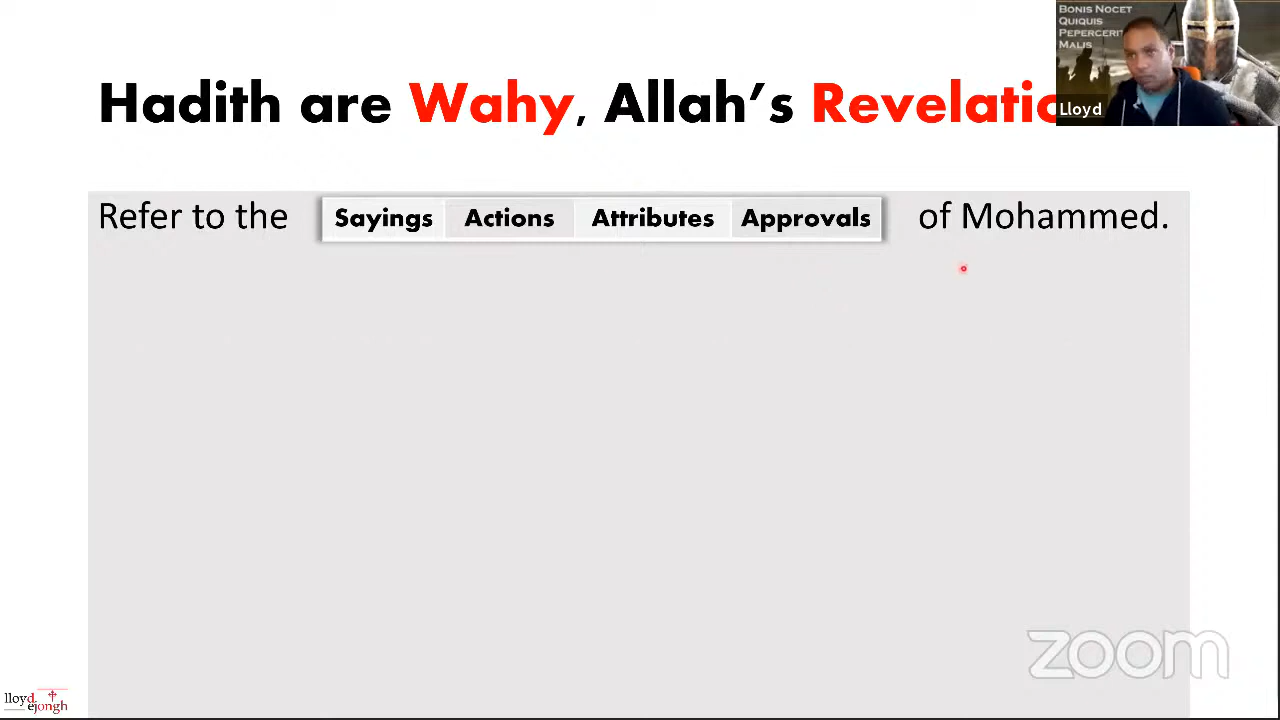 Bonis Nocet
Quiquis
Pepercerit
Malis
Lloyd
Hadith are Wahy, Allah's Revelatio
Refer to the Sayings Actions Attributes Approvals of Mohammed.
zoom
lloyd
ejongh